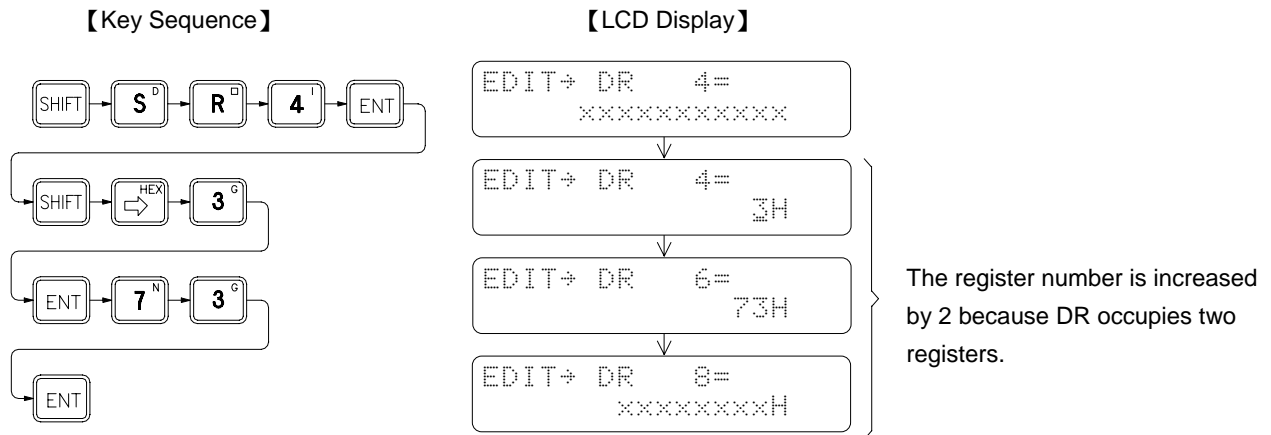 【Key Sequence】
【LCD Display】
SHIFT S D R □ 4 I ENT
SHIFT HEX 3 G
ENT 7 N 3 G
ENT
EDIT→ DR 4=
×××××××××××
EDIT→ DR 4=
3H
EDIT→ DR 6=
73H
EDIT→ DR 8=
××××××××H
The register number is increased
by 2 because DR occupies two
registers.